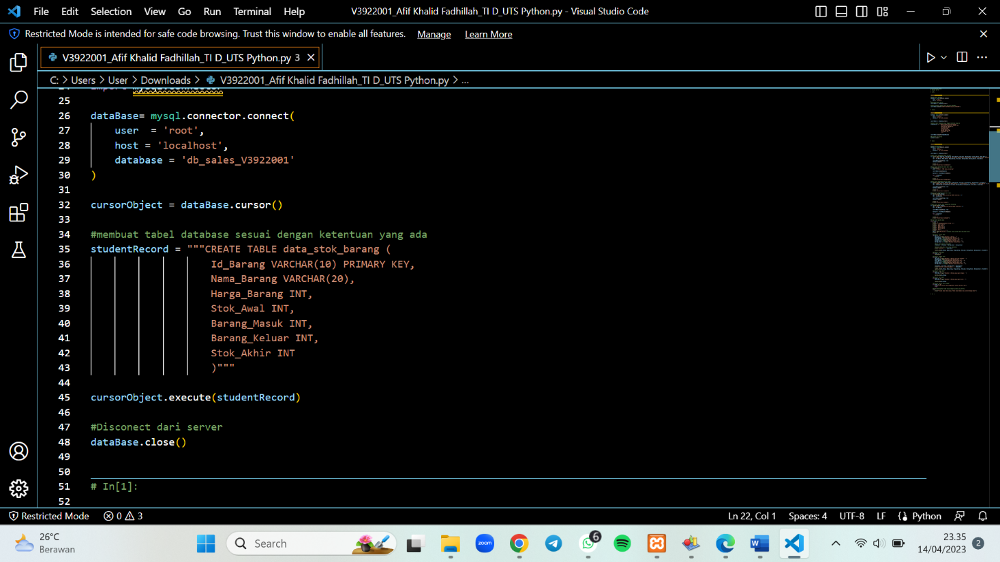 File Edit Selection View Go Run Terminal Help V3922001_Afif Khalid Fadhillah_TI D_UTS Python.py - Visual Studio Code
Restricted Mode is intended for safe code browsing. Trust this window to enable all features. Manage Learn More
V3922001_Afif Khalid Fadhillah_TI D_UTS Python.py 3
C: > Users > User > Downloads > V3922001_Afif Khalid Fadhillah_TI D_UTS Python.py > ...
24 import mysql.connector
25
26 dataBase= mysql.connector.connect(
27 user = 'root',
28 host = 'localhost',
29 database = 'db_sales_V3922001'
30 )
31
32 cursorObject = dataBase.cursor()
33
34 #membuat tabel database sesuai dengan ketentuan yang ada
35 studentRecord = """CREATE TABLE data_stok_barang (
36 Id_Barang VARCHAR(10) PRIMARY KEY,
37 Nama_Barang VARCHAR(20),
38 Harga_Barang INT,
39 Stok_Awal INT,
40 Barang_Masuk INT,
41 Barang_Keluar INT,
42 Stok_Akhir INT
43 )"""
44
45 cursorObject.execute(studentRecord)
46
47 #Disconect dari server
48 dataBase.close()
49
50
51 # In[1]:
52
Restricted Mode 0 3 Ln 22, Col 1 Spaces: 4 UTF-8 LF Python
26°C
Berawan
Search
zoom
6
23.35
14/04/2023
2